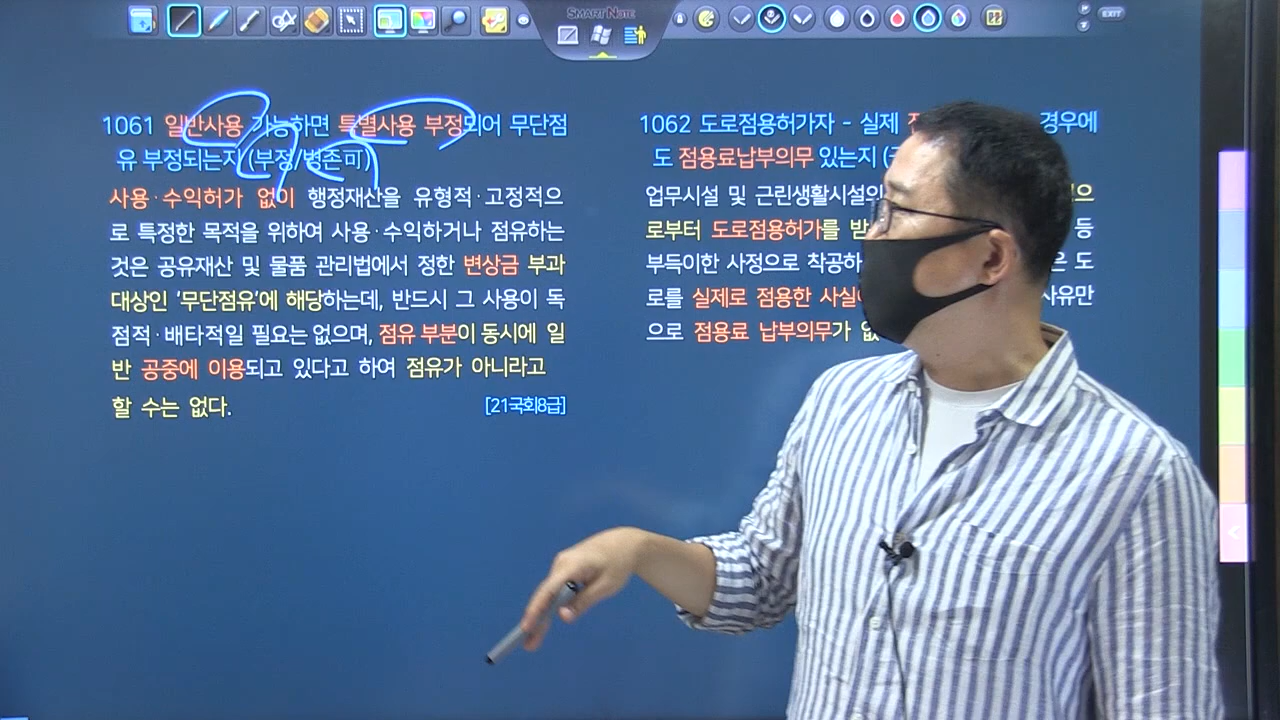 SMART NOTE
EXIT
1061 일반사용 가능하면 특별사용 부정되어 무단점
유 부정되는지 (부정/병존可)
사용·수익허가 없이 행정재산을 유형적·고정적으
로 특정한 목적을 위하여 사용·수익하거나 점유하는
것은 공유재산 및 물품 관리법에서 정한 변상금 부과
대상인 '무단점유'에 해당하는데, 반드시 그 사용이 독
점적·배타적일 필요는 없으며, 점유 부분이 동시에 일
반 공중에 이용되고 있다고 하여 점유가 아니라고
할 수는 없다.
[21국회8급]
1062 도로점용허가자 - 실제 경우에
도 점용료납부의무 있는지
업무시설 및 근린생활시설의 으
로부터 도로점용허가를 받 등
부득이한 사정으로 착공하 은 도
로를 실제로 점용한 사실이 사유만
으로 점용료 납부의무가 없